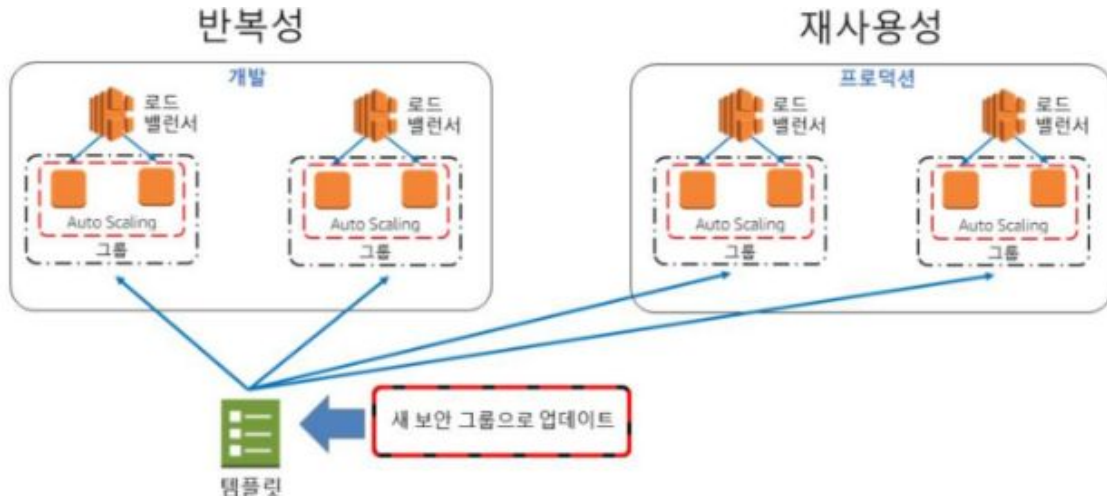 반복성
재사용성
개발
프로덕션
로드
밸런서
로드
밸런서
로드
밸런서
로드
밸런서
Auto Scaling
그룹
Auto Scaling
그룹
Auto Scaling
그룹
Auto Scaling
그룹
새 보안 그룹으로 업데이트
템플릿